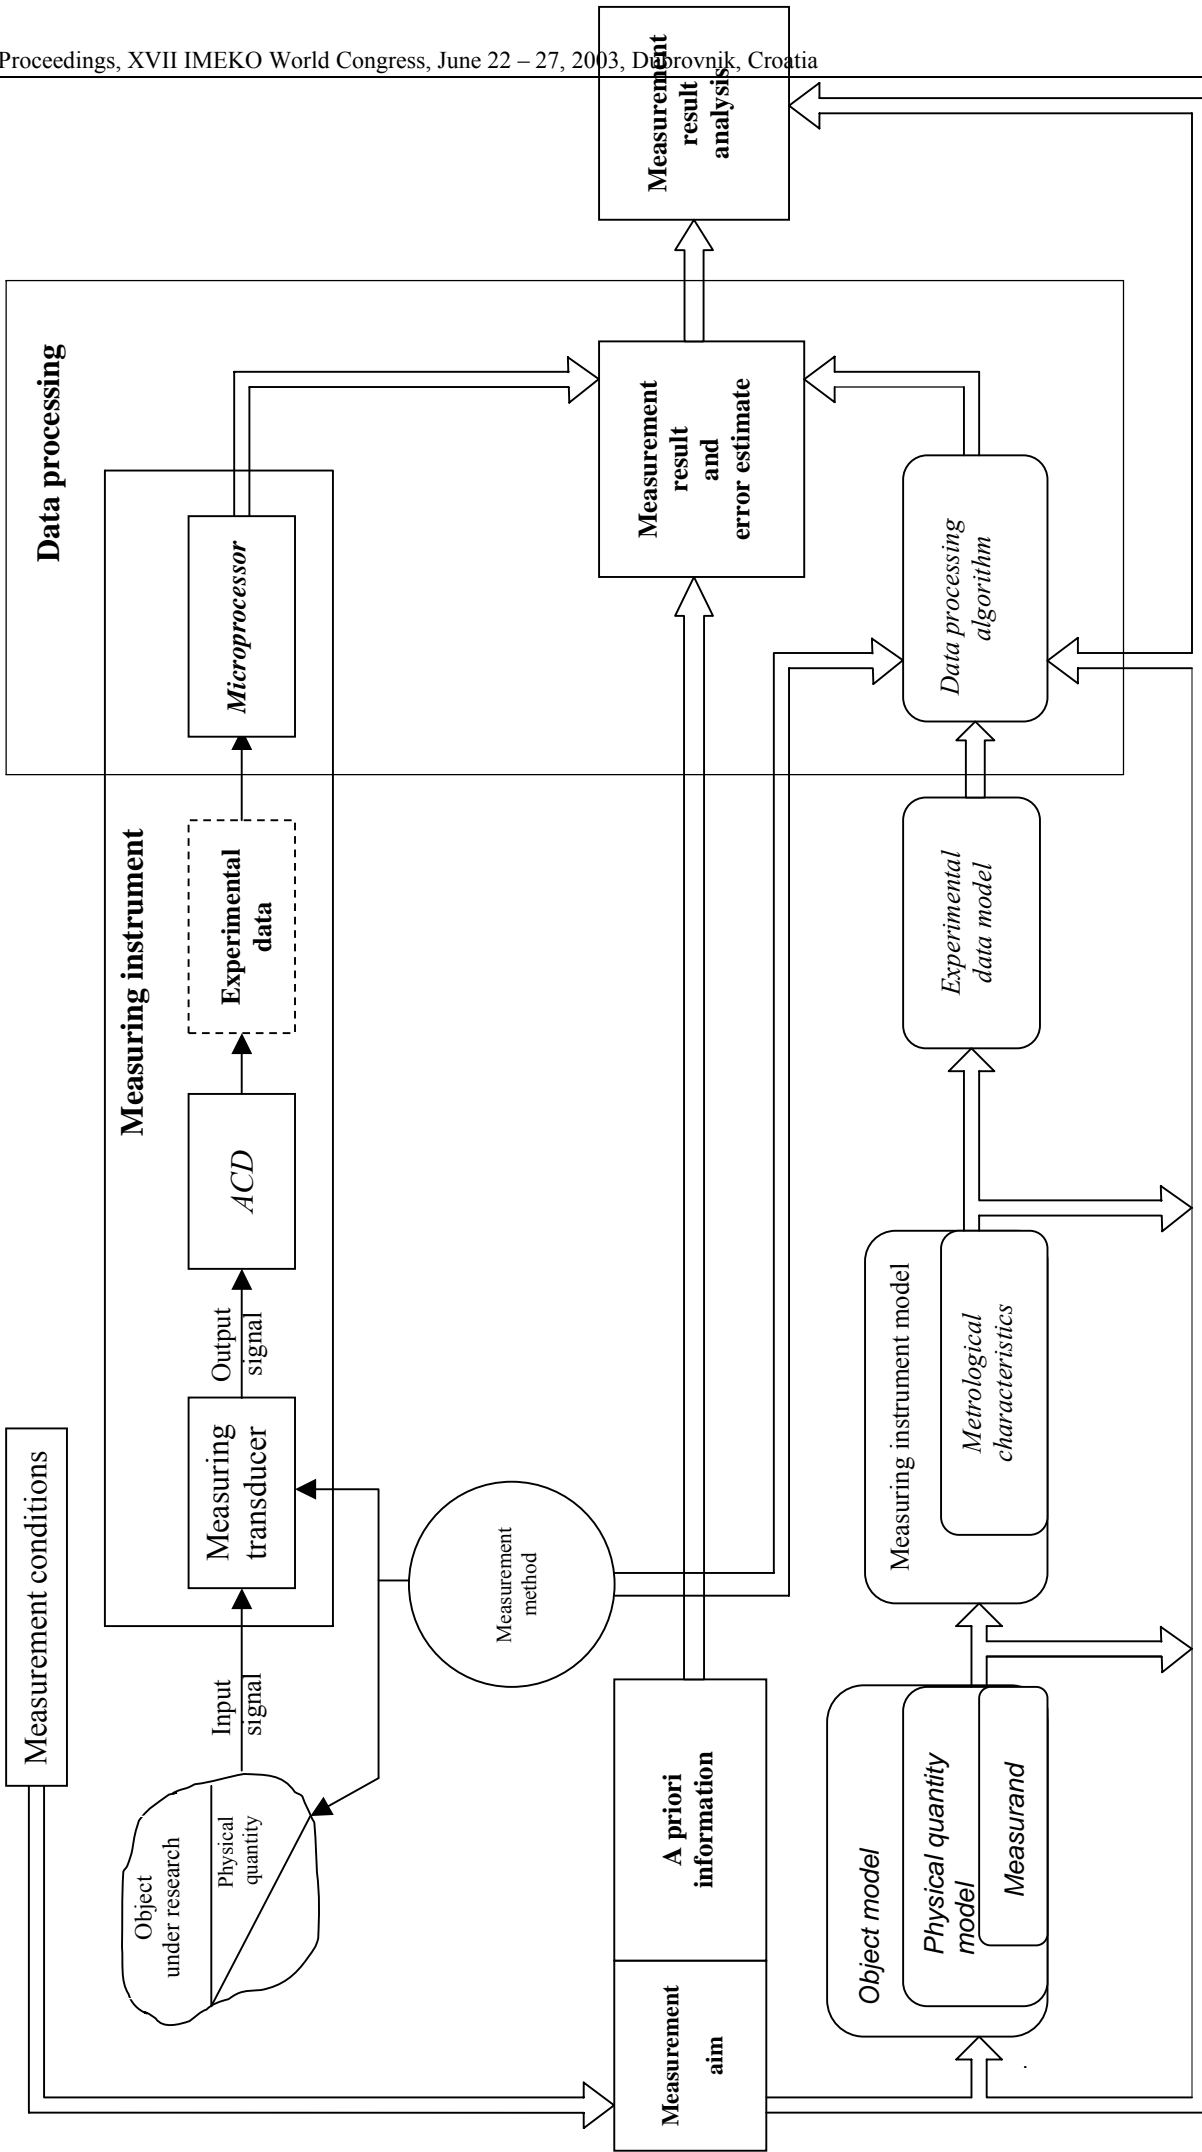 Proceedings, XVII IMEKO World Congress, June 22 – 27, 2003, Dubrovnik, Croatia
Measurement conditions
Object
under research
Physical
quantity
Input
signal
Measuring instrument
Measuring
transducer
Output
signal
ACD
Experimental
data
Data processing
Microprocessor
Measurement
method
Measurement
aim
A priori
information
Measurement
result
and
error estimate
Measurement
result
analysis
Object model
Physical quantity
model
Measurand
Measuring instrument model
Metrological
characteristics
Experimental
data model
Data processing
algorithm